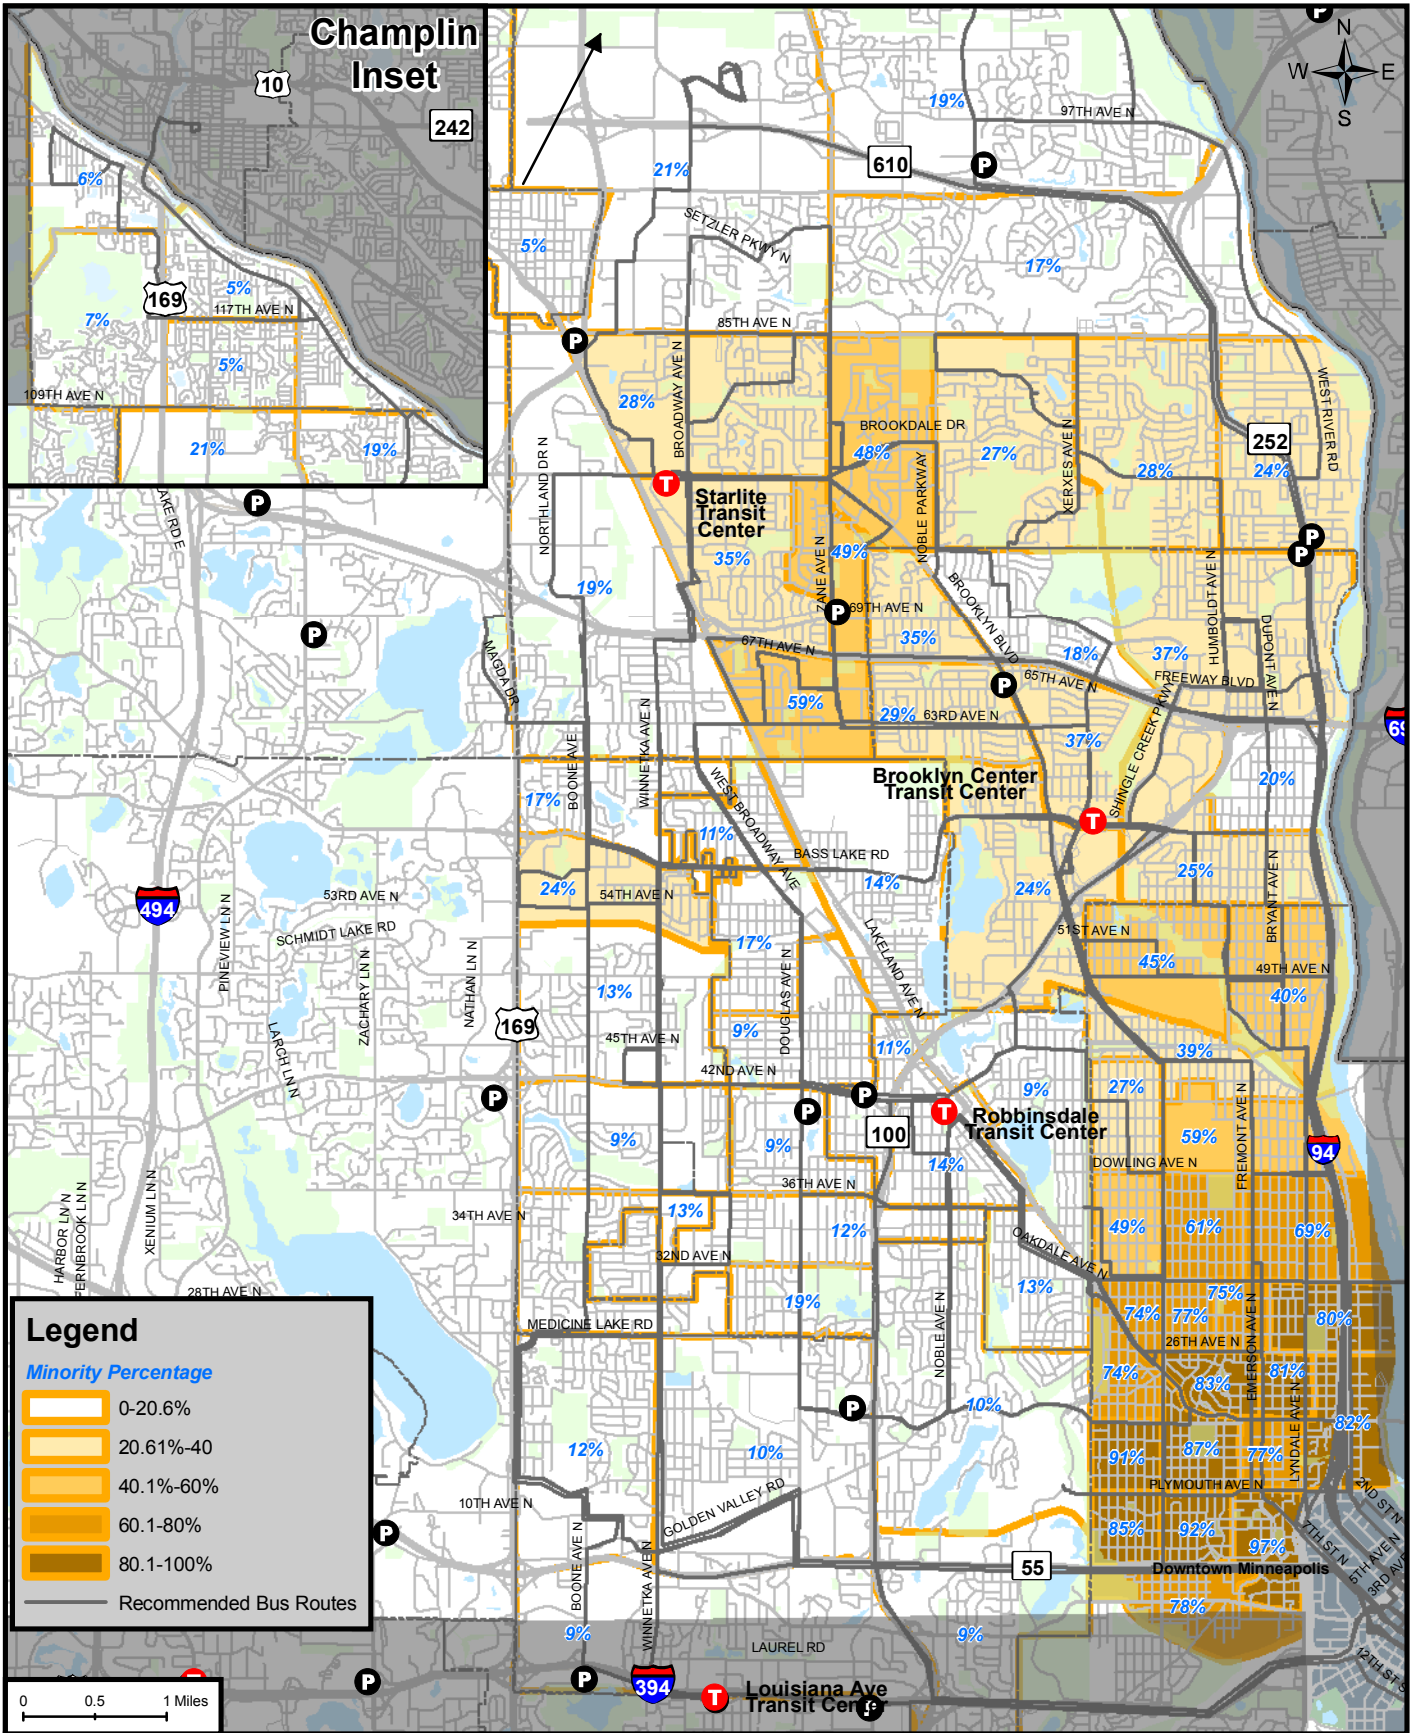 Champlin
Inset
10
242
6%
169
5%
117TH AVE N
7%
5%
109TH AVE N
21%
19%
N
W E
S
P
19%
97TH AVE N
610
P
21%
SETZLER PKWY N
5%
17%
85TH AVE N
P
BROADWAY AVE N
28%
WEST RIVER RD
BROOKDALE DR
252
48%
27%
XERXES AVE N
28%
24%
NORTHLAND DR N
NOBLE PARKWAY
T
Starlite
Transit
Center
P
35%
49%
ZANE AVE N
P
P
19%
BROOKLYN BLVD
HUMBOLDT AVE N
P
69TH AVE N
P
35%
DUPONT AVE N
67TH AVE N
18%
37%
MAGDA DR
65TH AVE N
FREEWAY BLVD
P
59%
29%
63RD AVE N
WINNETKA AVE N
37%
SHINGLE CREEK PKWY
BOONE AVE
Brooklyn Center
Transit Center
20%
17%
WEST BROADWAY AVE
T
11%
BASS LAKE RD
14%
24%
25%
24%
54TH AVE N
53RD AVE N
494
BRYANT AVE N
PINEVIEW LN N
SCHMIDT LAKE RD
17%
LAKELAND AVE N
51ST AVE N
45%
49TH AVE N
ZACHARY LN N
NATHAN LN N
13%
DOUGLAS AVE N
40%
169
9%
45TH AVE N
11%
39%
LARCH LN N
42ND AVE N
9%
27%
P
P
P
T
Robbinsdale
Transit Center
100
9%
9%
59%
FREMONT AVE N
94
14%
DOWLING AVE N
36TH AVE N
HARBOR LN N
FERNBROOK LN N
XENIUM LN N
34TH AVE N
13%
12%
49%
61%
69%
32ND AVE N
OAKDALE AVE N
28TH AVE N
19%
13%
75%
74%
77%
80%
NOBLE AVE N
MEDICINE LAKE RD
26TH AVE N
EMERSON AVE N
74%
83%
81%
P
10%
LYNDALE AVE N
82%
12%
10%
91%
87%
77%
PLYMOUTH AVE N
10TH AVE N
GOLDEN VALLEY RD
2ND ST N
P
85%
92%
97%
7TH ST N
5TH AVE N
55
Downtown Minneapolis
BOONE AVE N
WINNETKA AVE N
78%
9%
LAUREL RD
9%
12TH ST S
P
P
394
T
Louisiana Ave
Transit Center
Legend
Minority Percentage
0-20.6%
20.61%-40
40.1%-60%
60.1-80%
80.1-100%
Recommended Bus Routes
0 0.5 1 Miles